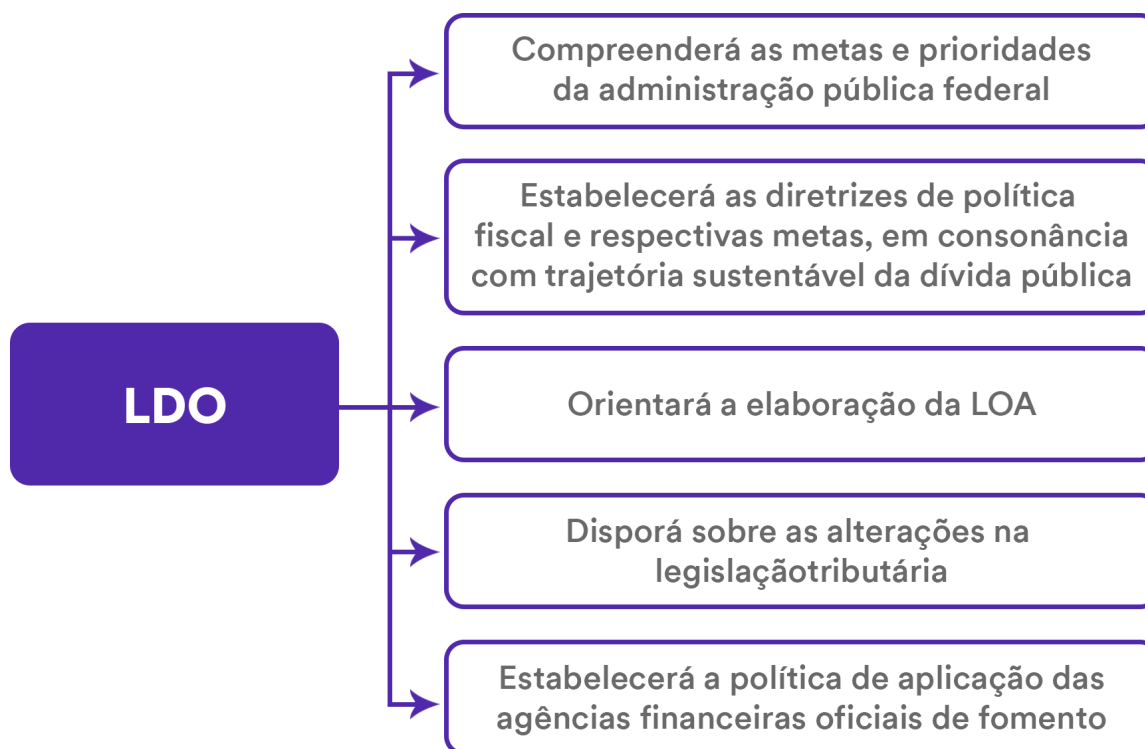 Compreenderá as metas e prioridades
da administração pública federal
Estabelecerá as diretrizes de política
fiscal e respectivas metas, em consonância
com trajetória sustentável da dívida pública
LDO
Orientará a elaboração da LOA
Disporá sobre as alterações na
legislaçãotributária
Estabelecerá a política de aplicação das
agências financeiras oficiais de fomento